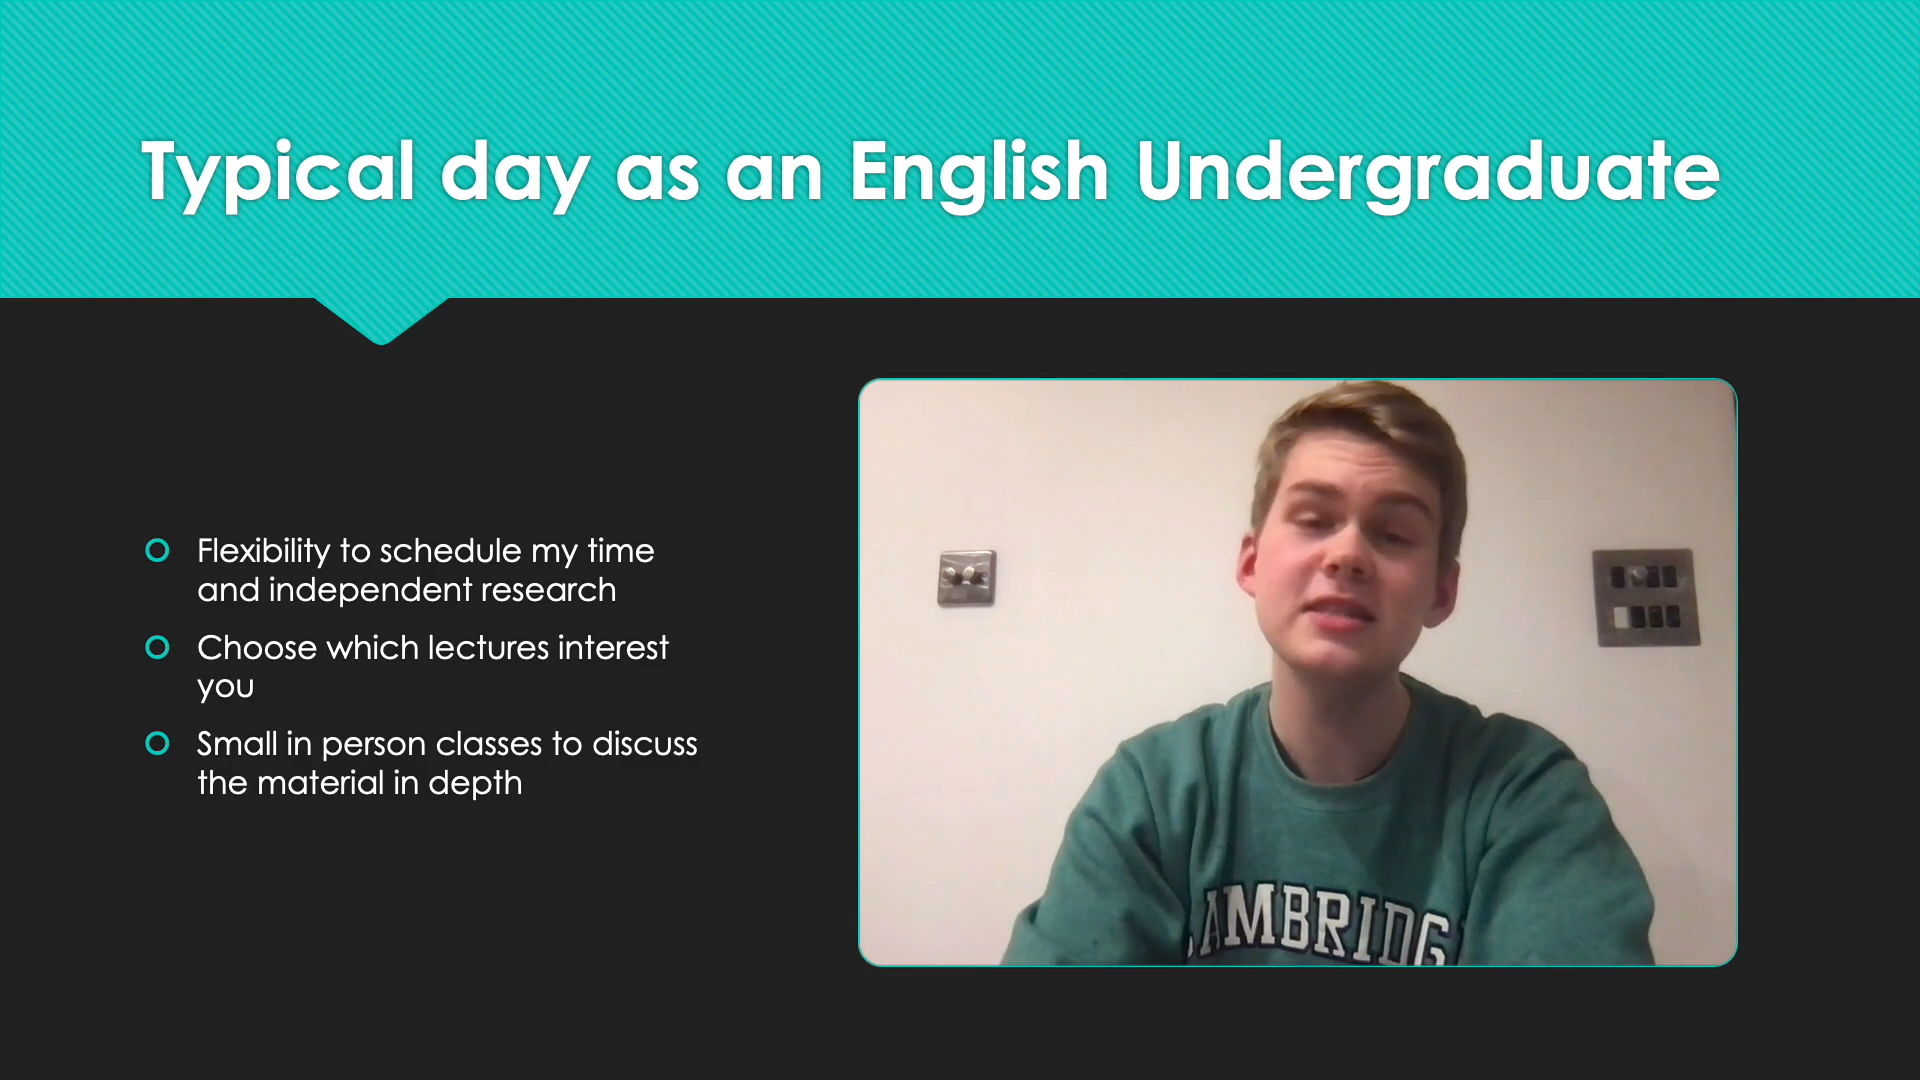 Typical day as an English Undergraduate
Flexibility to schedule my time
and independent research
Choose which lectures interest
you
Small in person classes to discuss
the material in depth
AMBRIDG